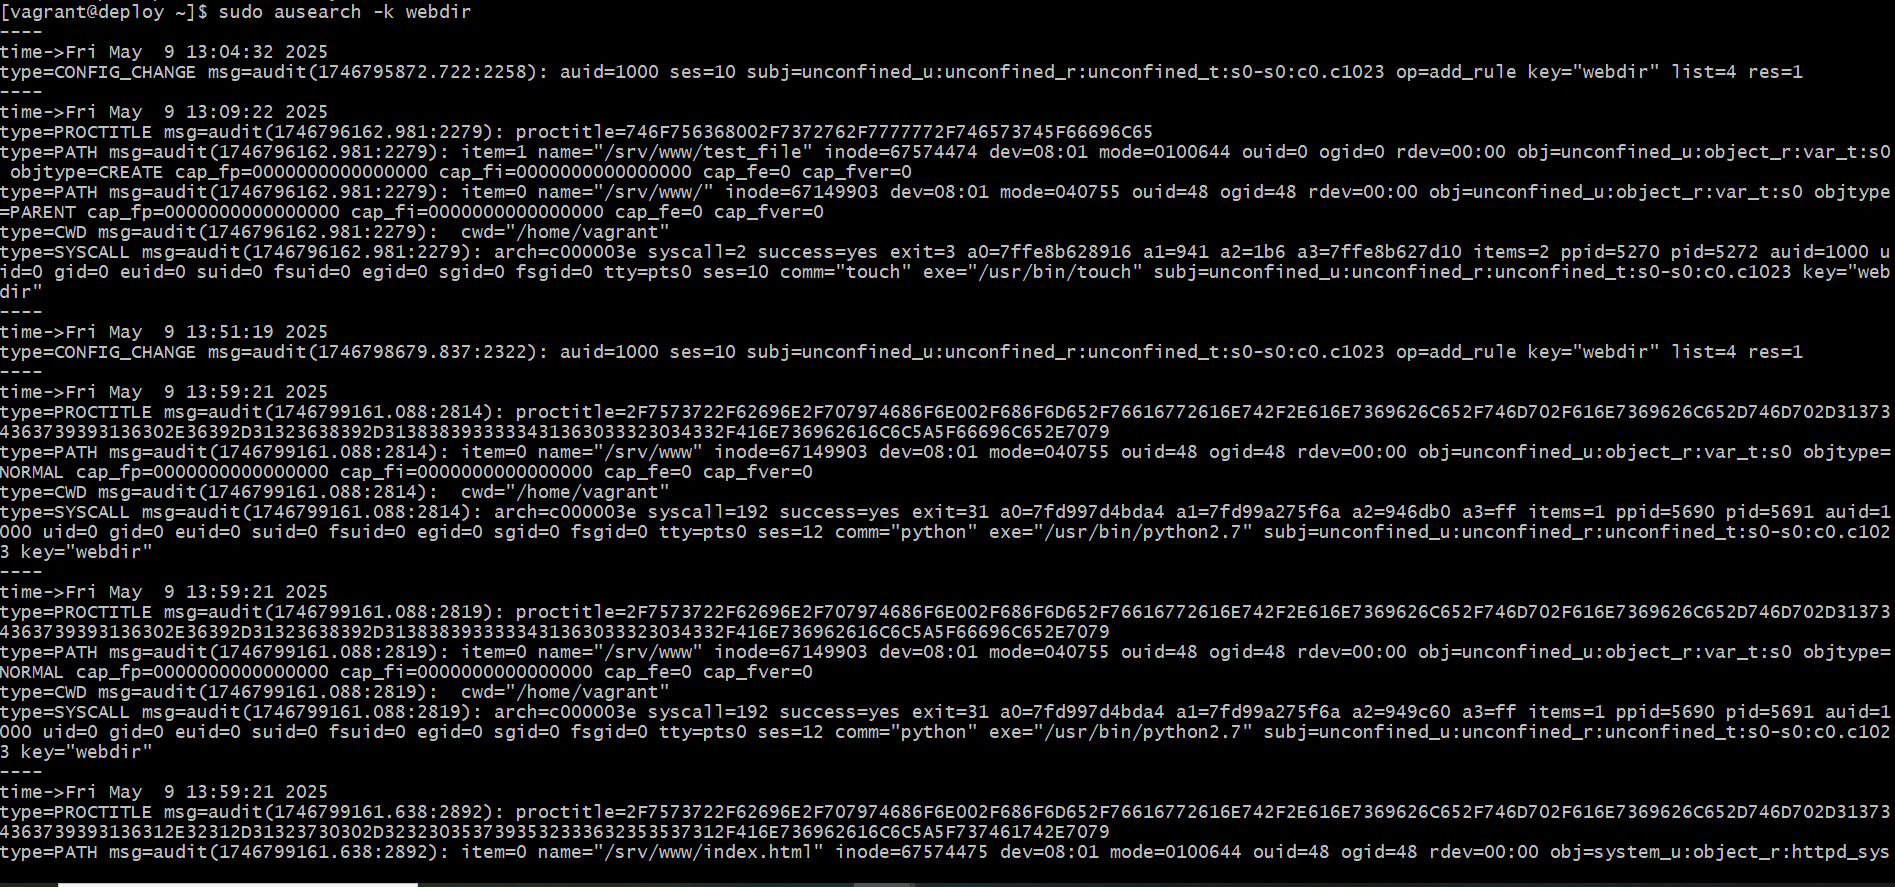 [vagrant@deploy ~]$ sudo ausearch -k webdir
----
time->Fri May  9 13:04:32 2025
type=CONFIG_CHANGE msg=audit(1746795872.722:2258): auid=1000 ses=10 subj=unconfined_u:unconfined_r:unconfined_t:s0-s0:c0.c1023 op=add_rule key="webdir" list=4 res=1
----
time->Fri May  9 13:09:22 2025
type=PROCTITLE msg=audit(1746796162.981:2279): proctitle=746F756368002F7372762F7777772F746573745F66696C65
type=PATH msg=audit(1746796162.981:2279): item=1 name="/srv/www/test_file" inode=67574474 dev=08:01 mode=0100644 ouid=0 ogid=0 rdev=00:00 obj=unconfined_u:object_r:var_t:s0
 objtype=CREATE cap_fp=0000000000000000 cap_fi=0000000000000000 cap_fe=0 cap_fver=0
type=PATH msg=audit(1746796162.981:2279): item=0 name="/srv/www/" inode=67149903 dev=08:01 mode=040755 ouid=48 ogid=48 rdev=00:00 obj=unconfined_u:object_r:var_t:s0 objtype
=PARENT cap_fp=0000000000000000 cap_fi=0000000000000000 cap_fe=0 cap_fver=0
type=CWD msg=audit(1746796162.981:2279):  cwd="/home/vagrant"
type=SYSCALL msg=audit(1746796162.981:2279): arch=c000003e syscall=2 success=yes exit=3 a0=7ffe8b628916 a1=941 a2=1b6 a3=7ffe8b627d10 items=2 ppid=5270 pid=5272 auid=1000 u
id=0 gid=0 euid=0 suid=0 fsuid=0 egid=0 sgid=0 fsgid=0 tty=pts0 ses=10 comm="touch" exe="/usr/bin/touch" subj=unconfined_u:unconfined_r:unconfined_t:s0-s0:c0.c1023 key="web
dir"
----
time->Fri May  9 13:51:19 2025
type=CONFIG_CHANGE msg=audit(1746798679.837:2322): auid=1000 ses=10 subj=unconfined_u:unconfined_r:unconfined_t:s0-s0:c0.c1023 op=add_rule key="webdir" list=4 res=1
----
time->Fri May  9 13:59:21 2025
type=PROCTITLE msg=audit(1746799161.088:2814): proctitle=2F7573722F62696E2F707974686F6E002F686F6D652F76616772616E742F2E616E7369626C652F746D702F616E7369626C652D746D702D31373
436373939313136302E36392D31323638392D3138383933333431363033323034332F416E736962616C6C5A5F66696C652E7079
type=PATH msg=audit(1746799161.088:2814): item=0 name="/srv/www" inode=67149903 dev=08:01 mode=040755 ouid=48 ogid=48 rdev=00:00 obj=unconfined_u:object_r:var_t:s0 objtype=
NORMAL cap_fp=0000000000000000 cap_fi=0000000000000000 cap_fe=0 cap_fver=0
type=CWD msg=audit(1746799161.088:2814):  cwd="/home/vagrant"
type=SYSCALL msg=audit(1746799161.088:2814): arch=c000003e syscall=192 success=yes exit=31 a0=7fd997d4bda4 a1=7fd99a275f6a a2=946db0 a3=ff items=1 ppid=5690 pid=5691 auid=1
000 uid=0 gid=0 euid=0 suid=0 fsuid=0 egid=0 sgid=0 fsgid=0 tty=pts0 ses=12 comm="python" exe="/usr/bin/python2.7" subj=unconfined_u:unconfined_r:unconfined_t:s0-s0:c0.c102
3 key="webdir"
----
time->Fri May  9 13:59:21 2025
type=PROCTITLE msg=audit(1746799161.088:2819): proctitle=2F7573722F62696E2F707974686F6E002F686F6D652F76616772616E742F2E616E7369626C652F746D702F616E7369626C652D746D702D31373
436373939313136302E36392D31323638392D3138383933333431363033323034332F416E736962616C6C5A5F66696C652E7079
type=PATH msg=audit(1746799161.088:2819): item=0 name="/srv/www" inode=67149903 dev=08:01 mode=040755 ouid=48 ogid=48 rdev=00:00 obj=unconfined_u:object_r:var_t:s0 objtype=
NORMAL cap_fp=0000000000000000 cap_fi=0000000000000000 cap_fe=0 cap_fver=0
type=CWD msg=audit(1746799161.088:2819):  cwd="/home/vagrant"
type=SYSCALL msg=audit(1746799161.088:2819): arch=c000003e syscall=192 success=yes exit=31 a0=7fd997d4bda4 a1=7fd99a275f6a a2=949c60 a3=ff items=1 ppid=5690 pid=5691 auid=1
000 uid=0 gid=0 euid=0 suid=0 fsuid=0 egid=0 sgid=0 fsgid=0 tty=pts0 ses=12 comm="python" exe="/usr/bin/python2.7" subj=unconfined_u:unconfined_r:unconfined_t:s0-s0:c0.c102
3 key="webdir"
----
time->Fri May  9 13:59:21 2025
type=PROCTITLE msg=audit(1746799161.638:2892): proctitle=2F7573722F62696E2F707974686F6E002F686F6D652F76616772616E742F2E616E7369626C652F746D702F616E7369626C652D746D702D31373
436373939313136312E32312D31323730302D3232303537393532333632353537312F416E736962616C6C5A5F737461742E7079
type=PATH msg=audit(1746799161.638:2892): item=0 name="/srv/www/index.html" inode=67574475 dev=08:01 mode=0100644 ouid=48 ogid=48 rdev=00:00 obj=system_u:object_r:httpd_sys